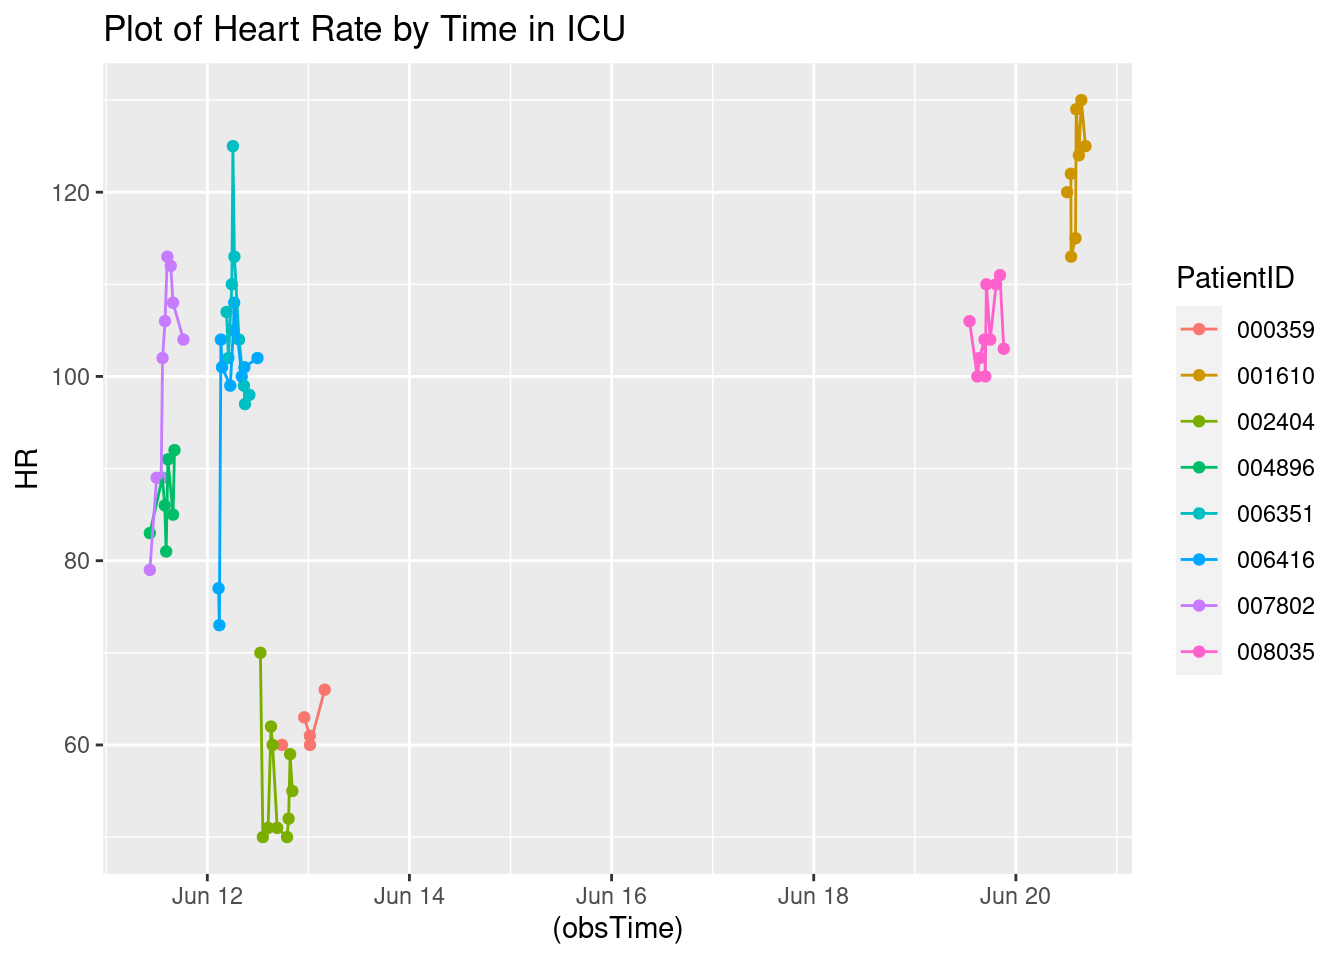 Plot of Heart Rate by Time in ICU
HR
120
100
80
60
Jun 12
Jun 14
Jun 16
Jun 18
Jun 20
(obsTime)
PatientID
000359
001610
002404
004896
006351
006416
007802
008035